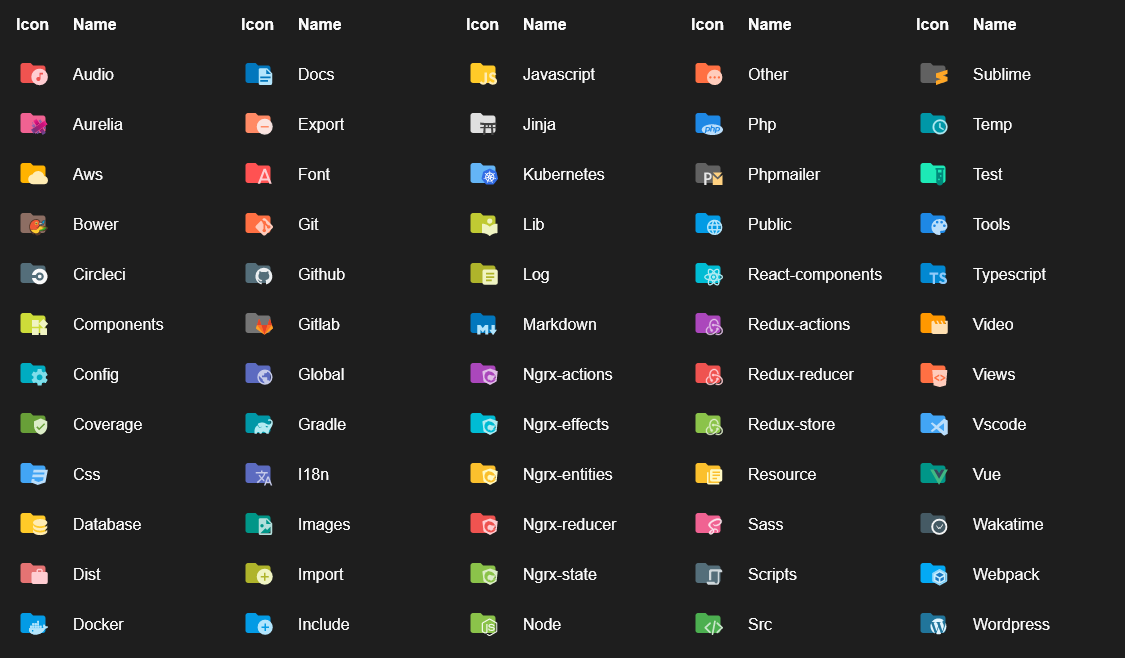 Icon Name Icon Name Icon Name Icon Name Icon Name
Audio Docs Javascript Other Sublime
Aurelia Export Jinja Php Temp
Aws Font Kubernetes Phpmailer Test
Bower Git Lib Public Tools
Circleci Github Log React-components Typescript
Components Gitlab Markdown Redux-actions Video
Config Global Ngrx-actions Redux-reducer Views
Coverage Gradle Ngrx-effects Redux-store Vscode
Css I18n Ngrx-entities Resource Vue
Database Images Ngrx-reducer Sass Wakatime
Dist Import Ngrx-state Scripts Webpack
Docker Include Node Src Wordpress